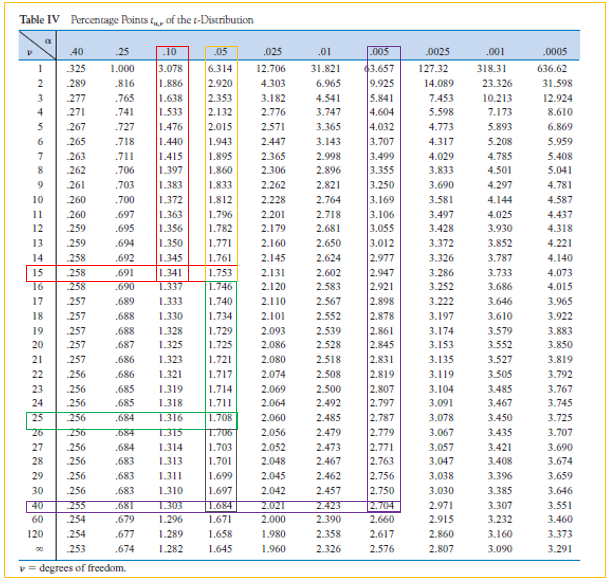 Table IV Percentage Points tα,ν of the t-Distribution
α
ν .40 .25 .10 .05 .025 .01 .005 .0025 .001 .0005
1 .325 1.000 3.078 6.314 12.706 31.821 63.657 127.32 318.31 636.62
2 .289 .816 1.886 2.920 4.303 6.965 9.925 14.089 23.326 31.598
3 .277 .765 1.638 2.353 3.182 4.541 5.841 7.453 10.213 12.924
4 .271 .741 1.533 2.132 2.776 3.747 4.604 5.598 7.173 8.610
5 .267 .727 1.476 2.015 2.571 3.365 4.032 4.773 5.893 6.869
6 .265 .718 1.440 1.943 2.447 3.143 3.707 4.317 5.208 5.959
7 .263 .711 1.415 1.895 2.365 2.998 3.499 4.029 4.785 5.408
8 .262 .706 1.397 1.860 2.306 2.896 3.355 3.833 4.501 5.041
9 .261 .703 1.383 1.833 2.262 2.821 3.250 3.690 4.297 4.781
10 .260 .700 1.372 1.812 2.228 2.764 3.169 3.581 4.144 4.587
11 .260 .697 1.363 1.796 2.201 2.718 3.106 3.497 4.025 4.437
12 .259 .695 1.356 1.782 2.179 2.681 3.055 3.428 3.930 4.318
13 .259 .694 1.350 1.771 2.160 2.650 3.012 3.372 3.852 4.221
14 .258 .692 1.345 1.761 2.145 2.624 2.977 3.326 3.787 4.140
15 .258 .691 1.341 1.753 2.131 2.602 2.947 3.286 3.733 4.073
16 .258 .690 1.337 1.746 2.120 2.583 2.921 3.252 3.686 4.015
17 .257 .689 1.333 1.740 2.110 2.567 2.898 3.222 3.646 3.965
18 .257 .688 1.330 1.734 2.101 2.552 2.878 3.197 3.610 3.922
19 .257 .688 1.328 1.729 2.093 2.539 2.861 3.174 3.579 3.883
20 .257 .687 1.325 1.725 2.086 2.528 2.845 3.153 3.552 3.850
21 .257 .686 1.323 1.721 2.080 2.518 2.831 3.135 3.527 3.819
22 .256 .686 1.321 1.717 2.074 2.508 2.819 3.119 3.505 3.792
23 .256 .685 1.319 1.714 2.069 2.500 2.807 3.104 3.485 3.767
24 .256 .685 1.318 1.711 2.064 2.492 2.797 3.091 3.467 3.745
25 .256 .684 1.316 1.708 2.060 2.485 2.787 3.078 3.450 3.725
26 .256 .684 1.315 1.706 2.056 2.479 2.779 3.067 3.435 3.707
27 .256 .684 1.314 1.703 2.052 2.473 2.771 3.057 3.421 3.690
28 .256 .683 1.313 1.701 2.048 2.467 2.763 3.047 3.408 3.674
29 .256 .683 1.311 1.699 2.045 2.462 2.756 3.038 3.396 3.659
30 .256 .683 1.310 1.697 2.042 2.457 2.750 3.030 3.385 3.646
40 .255 .681 1.303 1.684 2.021 2.423 2.704 2.971 3.307 3.551
60 .254 .679 1.296 1.671 2.000 2.390 2.660 2.915 3.232 3.460
120 .254 .677 1.289 1.658 1.980 2.358 2.617 2.860 3.160 3.373
∞ .253 .674 1.282 1.645 1.960 2.326 2.576 2.807 3.090 3.291
ν = degrees of freedom.